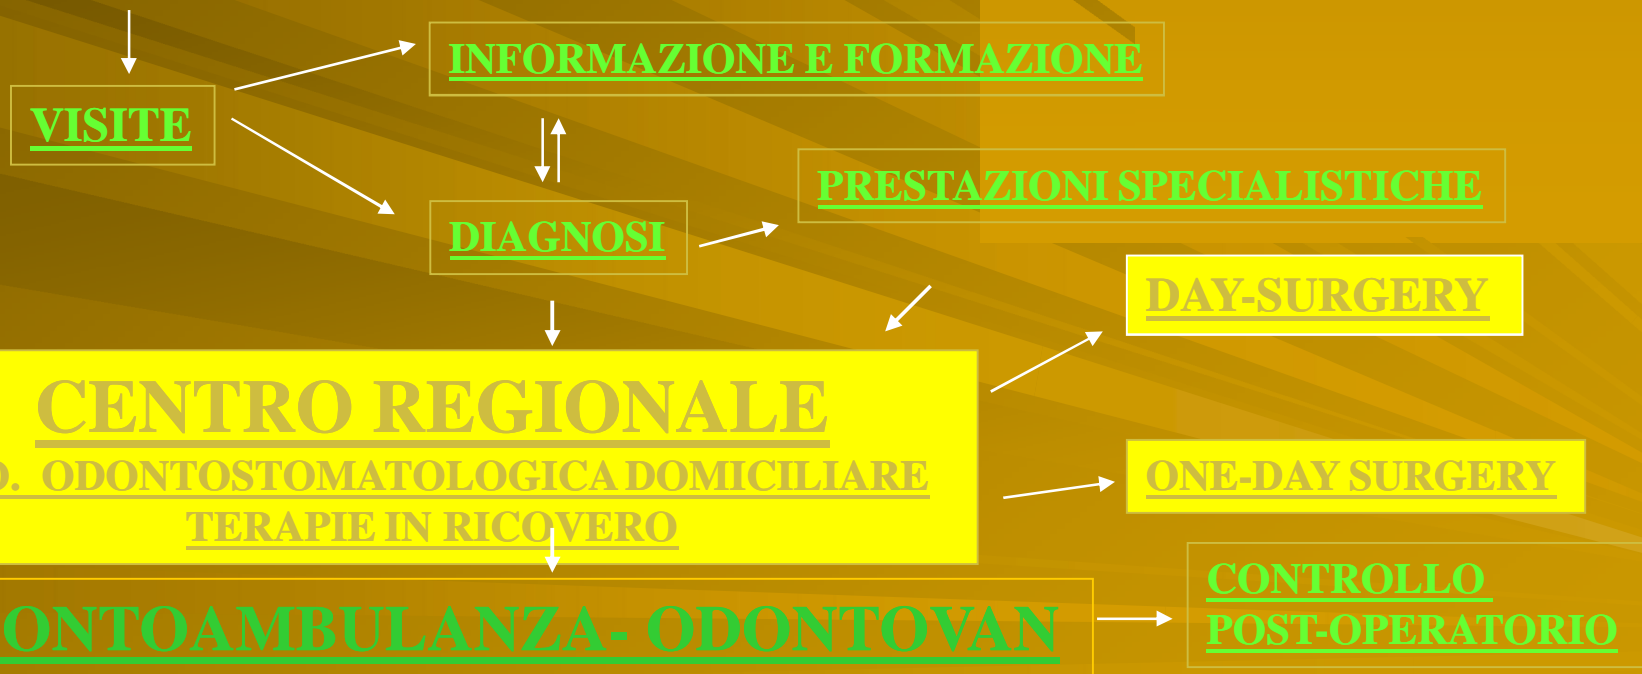 INFORMAZIONE E FORMAZIONE
VISITE
PRESTAZIONI SPECIALISTICHE
DIAGNOSI
DAY-SURGERY
CENTRO REGIONALE
ODONTOSTOMATOLOGICA DOMICILIARE
TERAPIE IN RICOVERO
ONE-DAY SURGERY
CONTROLLO
POST-OPERATORIO
ONTOAMBULANZA- ODONTOVAN